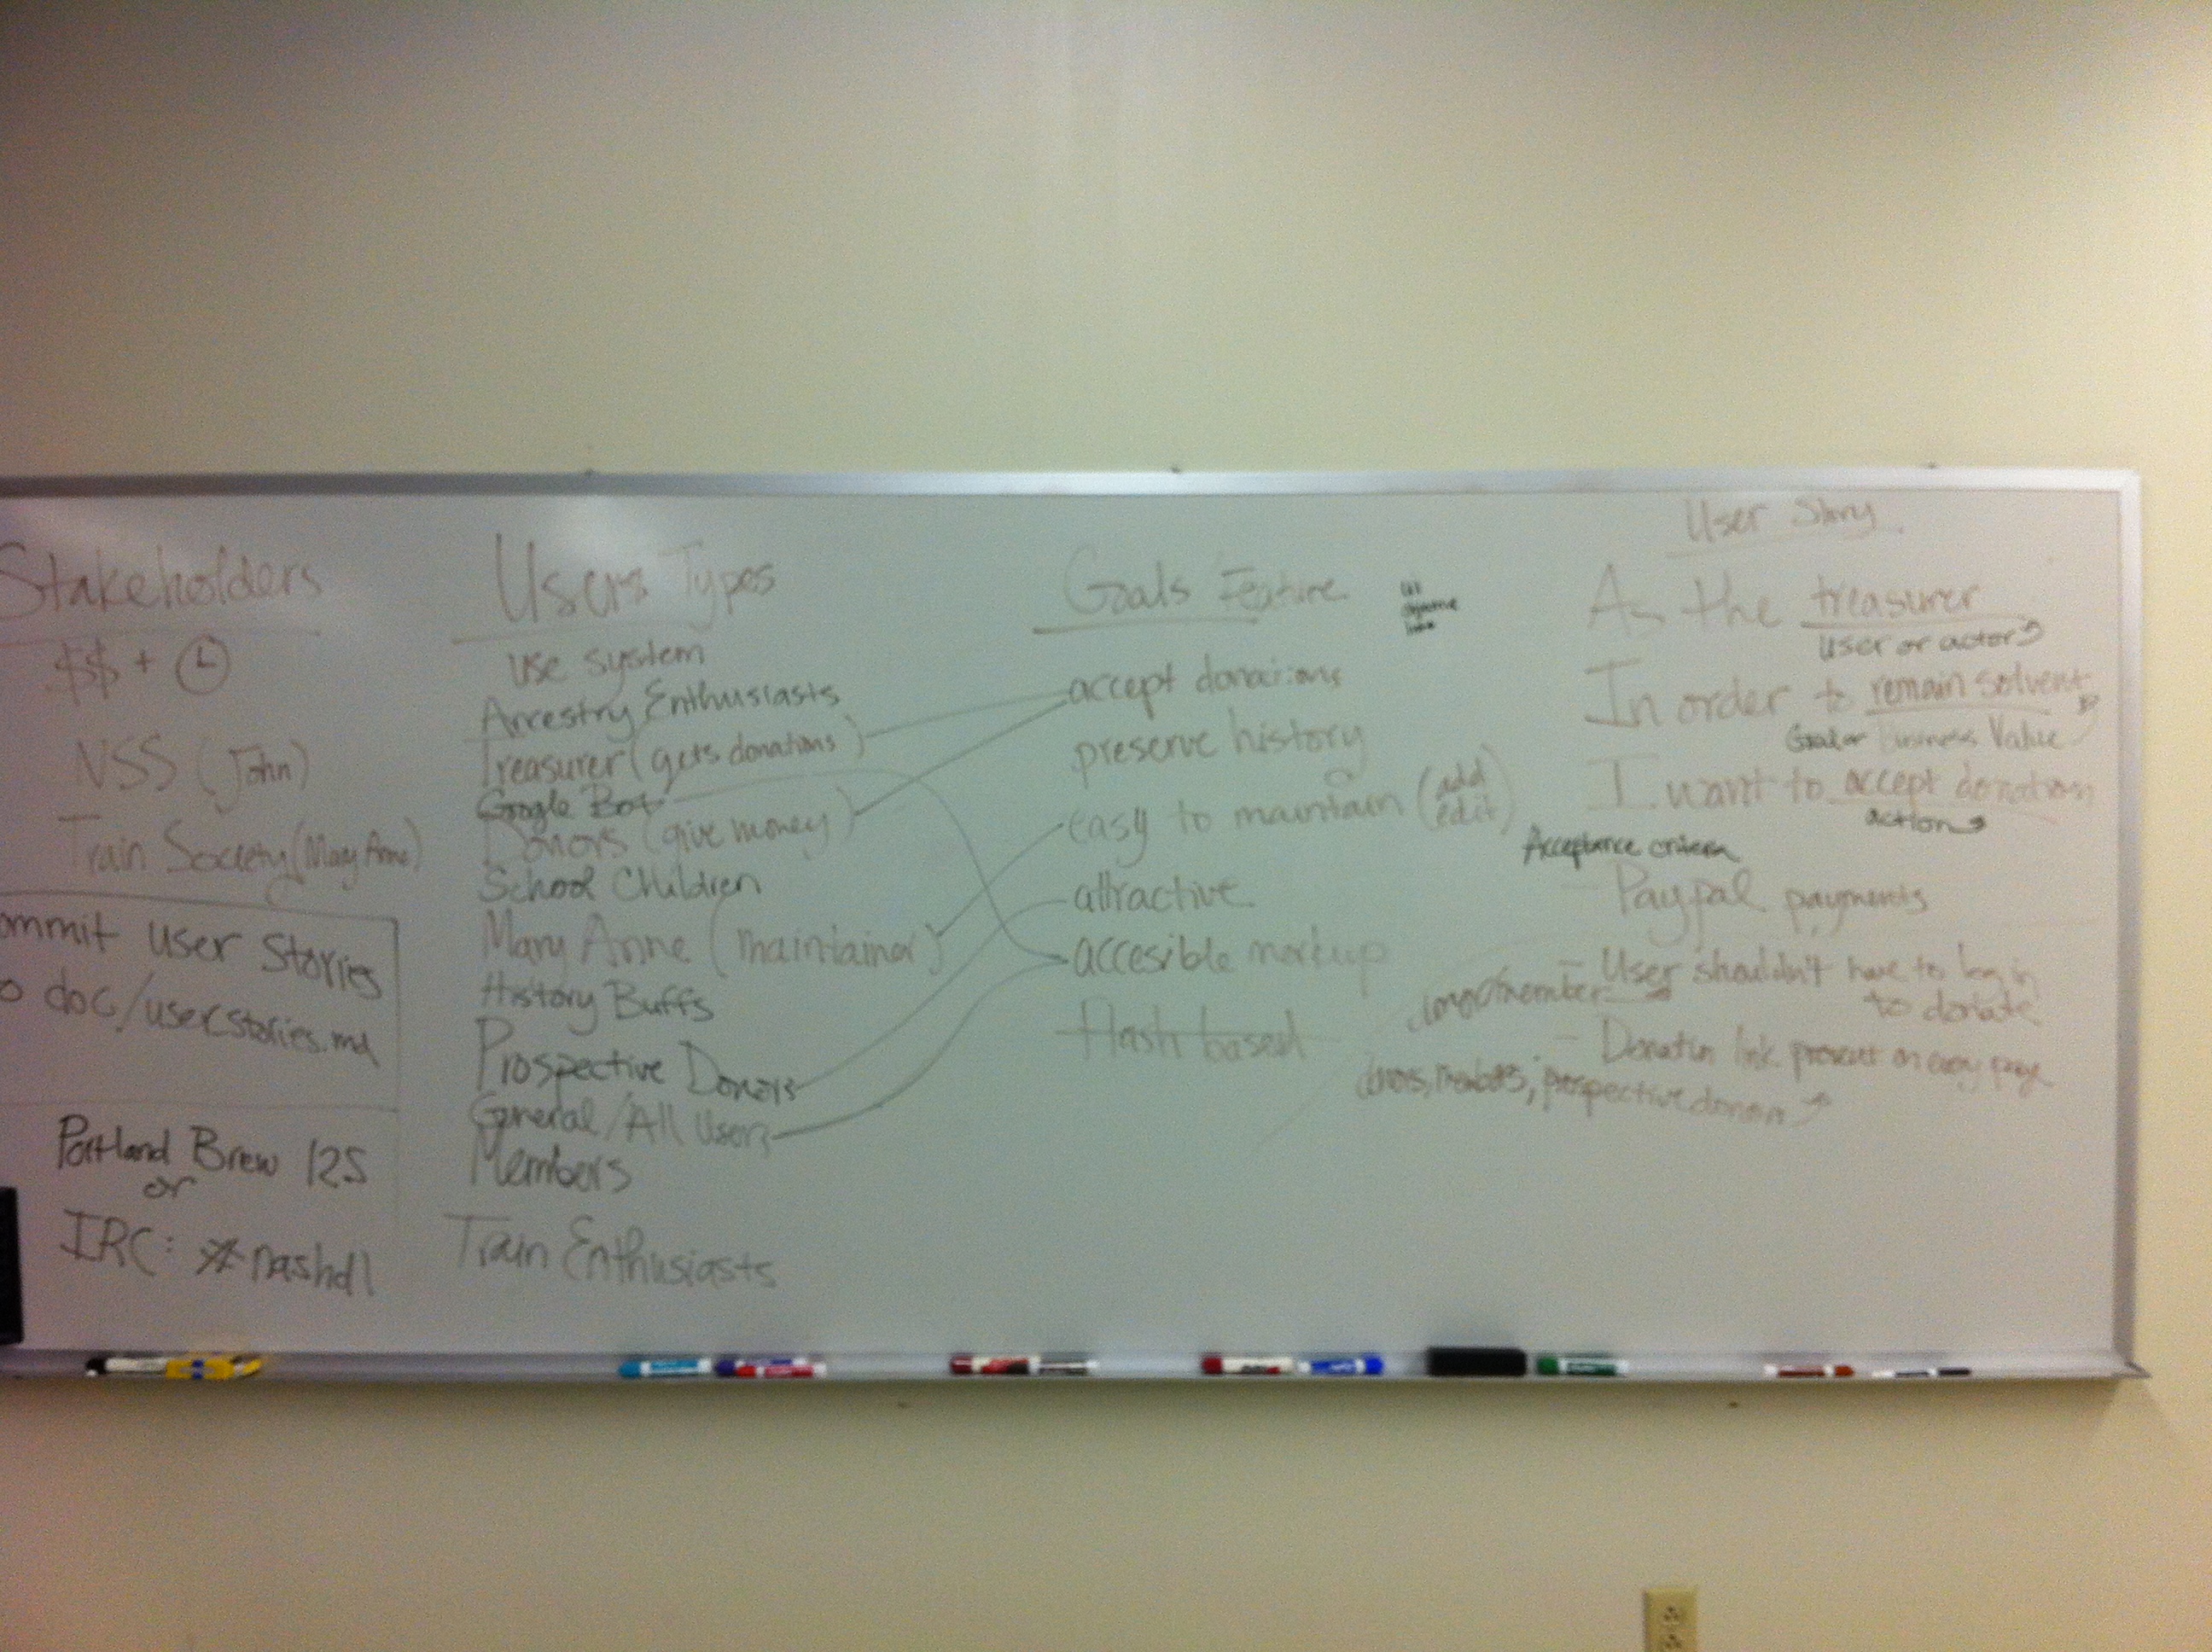 Stakeholders
$$ +
NSS (John)
Train Society (Mary Anne)
ommit User Stories
o doc/user_stories.md
Portland Brew 12S
or
IRC: #nashdl
Users Types
use system
Ancestry Enthusiasts
Treasurer (gets donations)
Google Bot
Donors (give money)
School Children
Mary Anne (maintainer)
History Buffs
Prospective Donors
General/All Users
Members
Train Enthusiasts
Goals Feature
accept donations
preserve history
easy to maintain (add edit)
attractive
accesible markup
flash based
User Story
As the treasurer
User or actor
In order to remain solvent
Goal or Business Value
I want to accept donation
action
Acceptance criteria
- Paypal payments
- User shouldn't have to log in
to donate
donor/member
- Donation link present on every page
donors, members, prospective donors